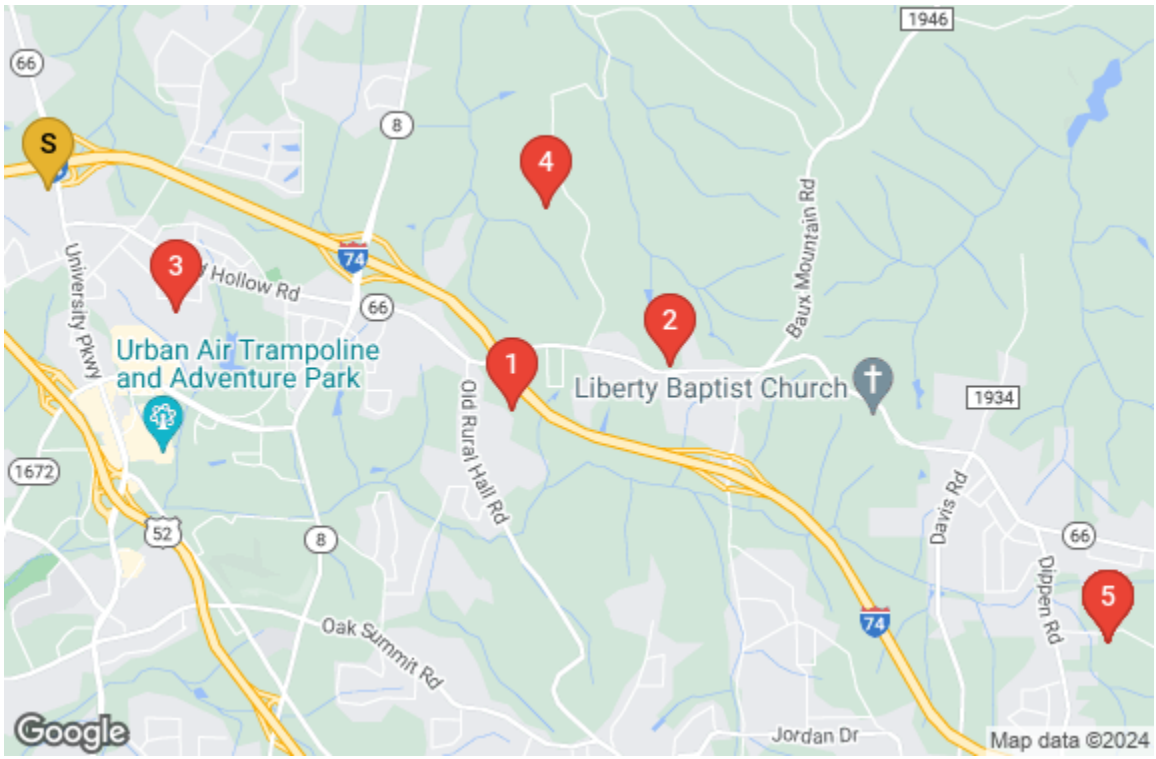 1946
66
8
S
4
Baux Mountain Rd
University Pkwy
3
Hollow Rd
74
66
2
1
Urban Air Trampoline
and Adventure Park
Liberty Baptist Church
1934
Old Rural Hall Rd
1672
Davis Rd
52
8
66
Dippen Rd
5
74
Oak Summit Rd
Jordan Dr
Google
Map data ©2024